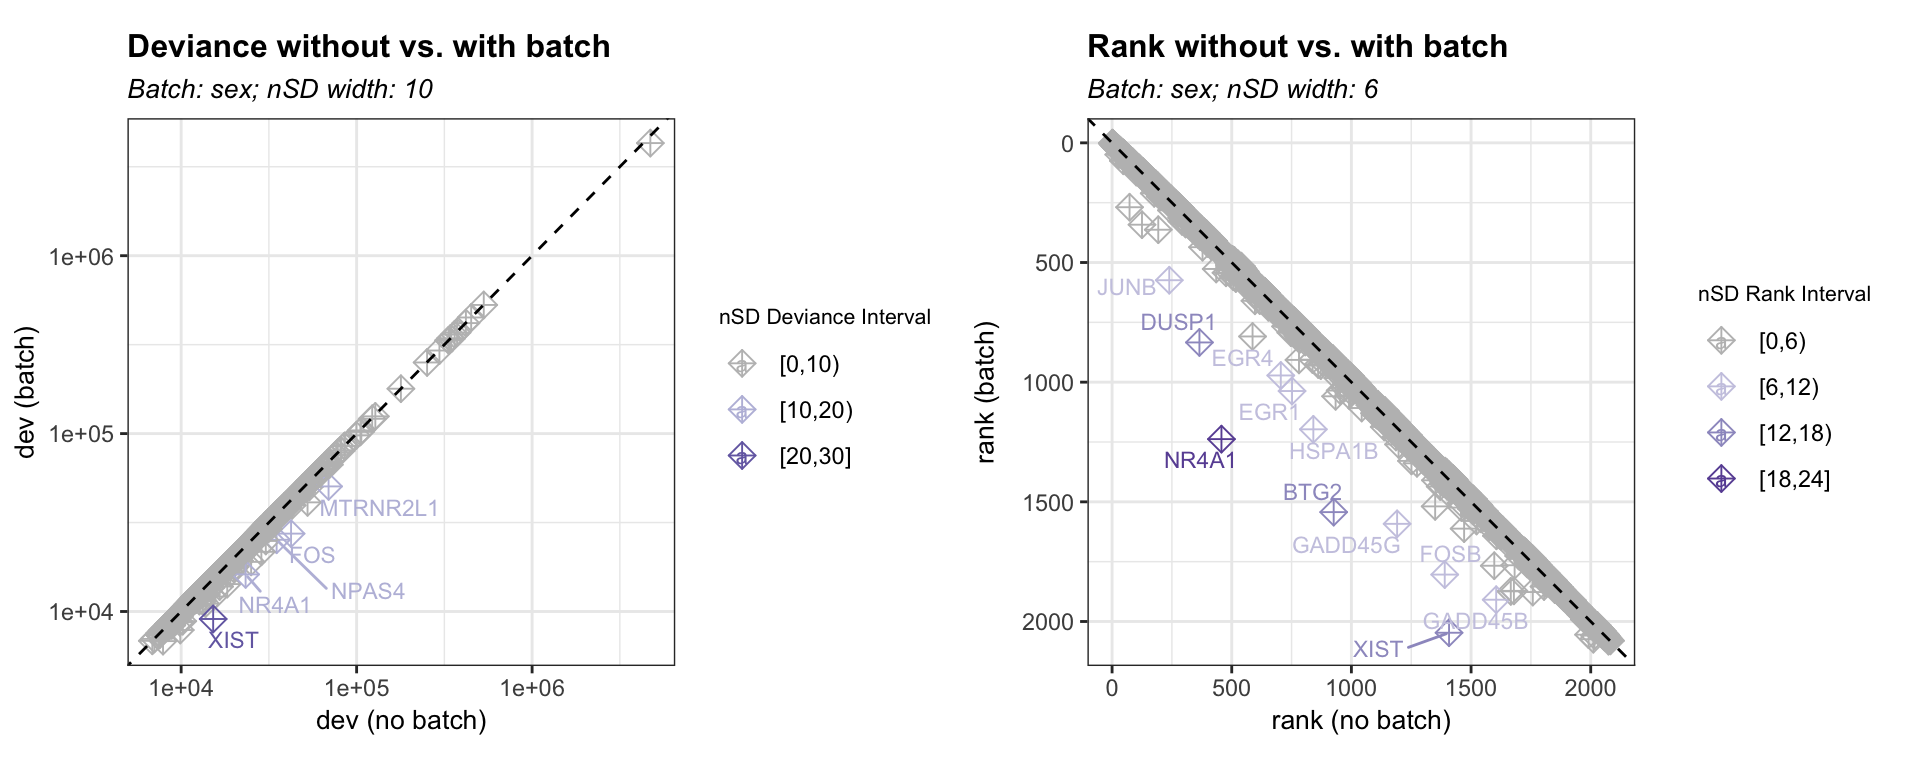 Deviance without vs. with batch
Batch: sex; nSD width: 10
dev (batch)
1e+06
1e+05
1e+04
MTRNR2L1
FOS
NPAS4
NR4A1
XIST
1e+04
1e+05
1e+06
dev (no batch)
nSD Deviance Interval
a [0,10)
a [10,20)
a [20,30]
Rank without vs. with batch
Batch: sex; nSD width: 6
rank (batch)
0
500
1000
1500
2000
JUNB
DUSP1
EGR4
EGR1
HSPA1B
NR4A1
BTG2
GADD45G
FOSB
GADD45B
XIST
0
500
1000
1500
2000
rank (no batch)
nSD Rank Interval
a [0,6)
a [6,12)
a [12,18)
a [18,24]